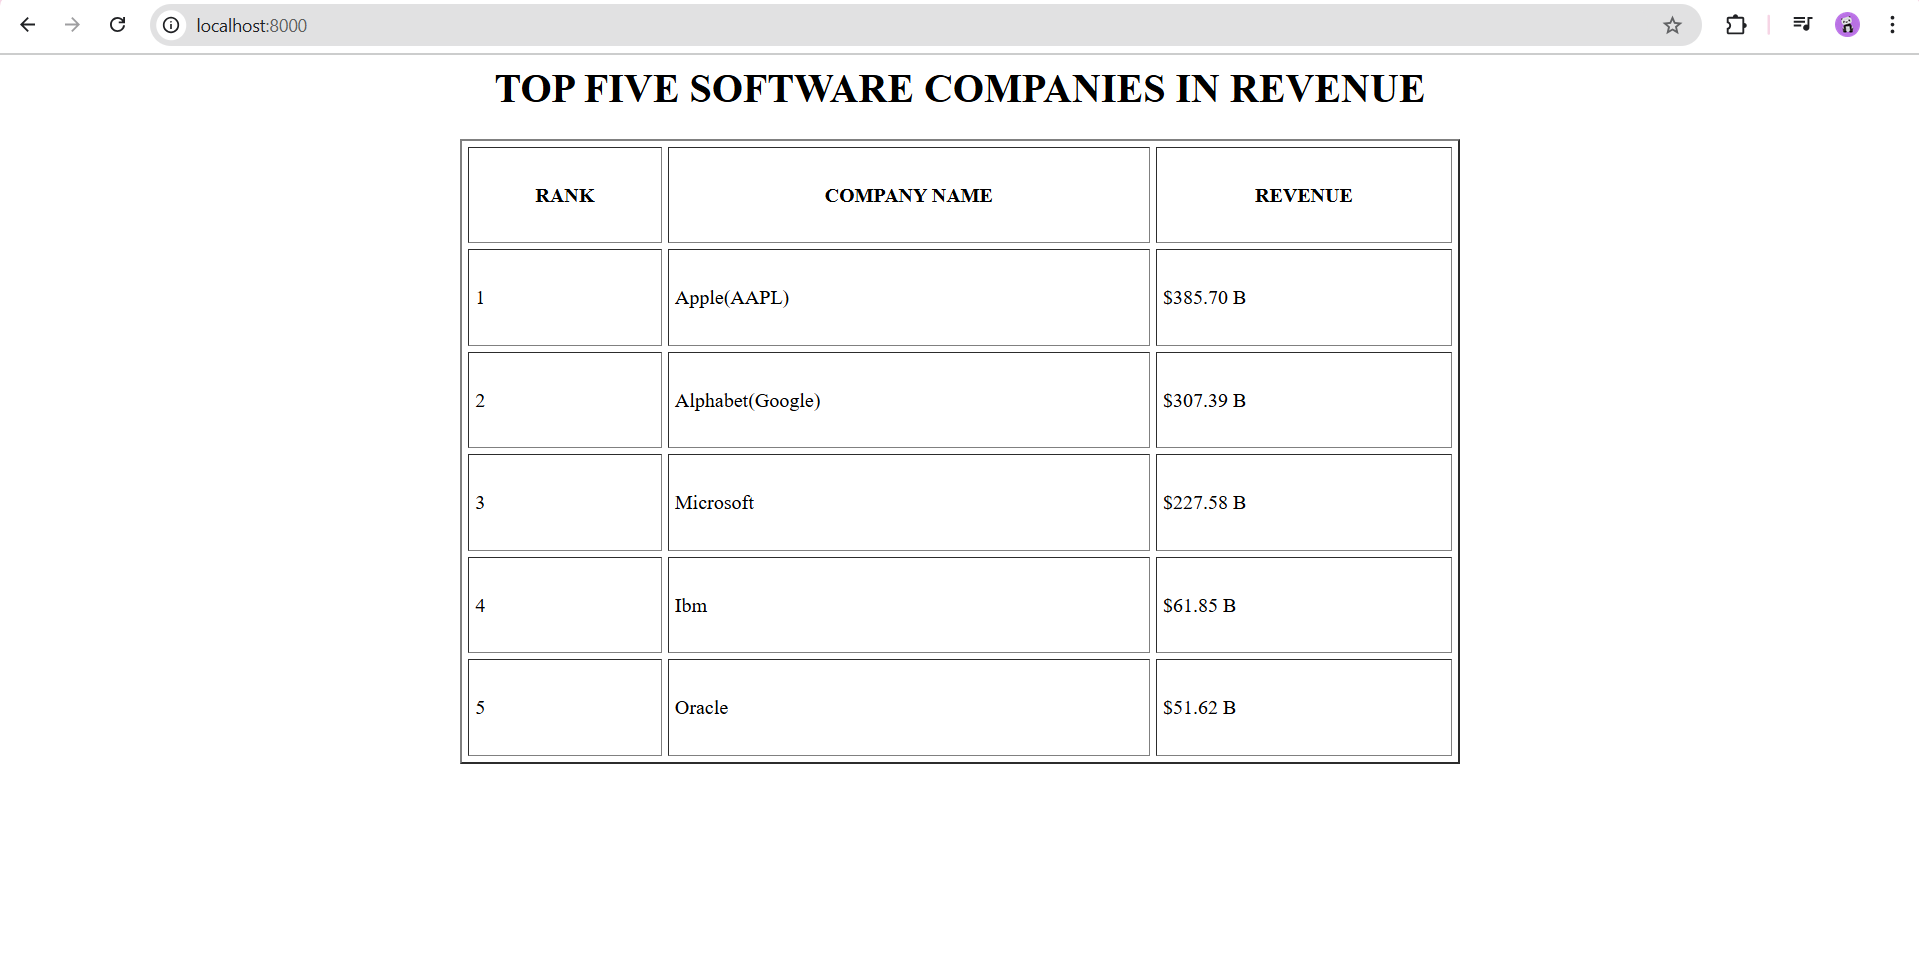 localhost:8000
TOP FIVE SOFTWARE COMPANIES IN REVENUE
RANK COMPANY NAME REVENUE
1 Apple(AAPL) $385.70 B
2 Alphabet(Google) $307.39 B
3 Microsoft $227.58 B
4 Ibm $61.85 B
5 Oracle $51.62 B